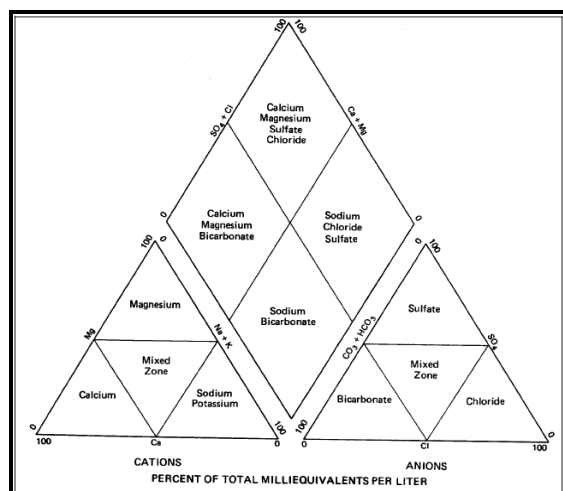 100
100
SO4 + Cl
Ca + Mg
Calcium
Magnesium
Sulfate
Chloride
0
0
Calcium
Magnesium
Bicarbonate
Sodium
Chloride
Sulfate
Sodium
Bicarbonate
100
0
0
100
Magnesium
Sulfate
Mg
Na + K
CO3 + HCO3
SO4
Mixed
Zone
Mixed
Zone
Calcium
Sodium
Potassium
Bicarbonate
Chloride
0
100
100
100
100
0
100
Ca
0
0
Cl
100
CATIONS
ANIONS
PERCENT OF TOTAL MILLIEQUIVALENTS PER LITER